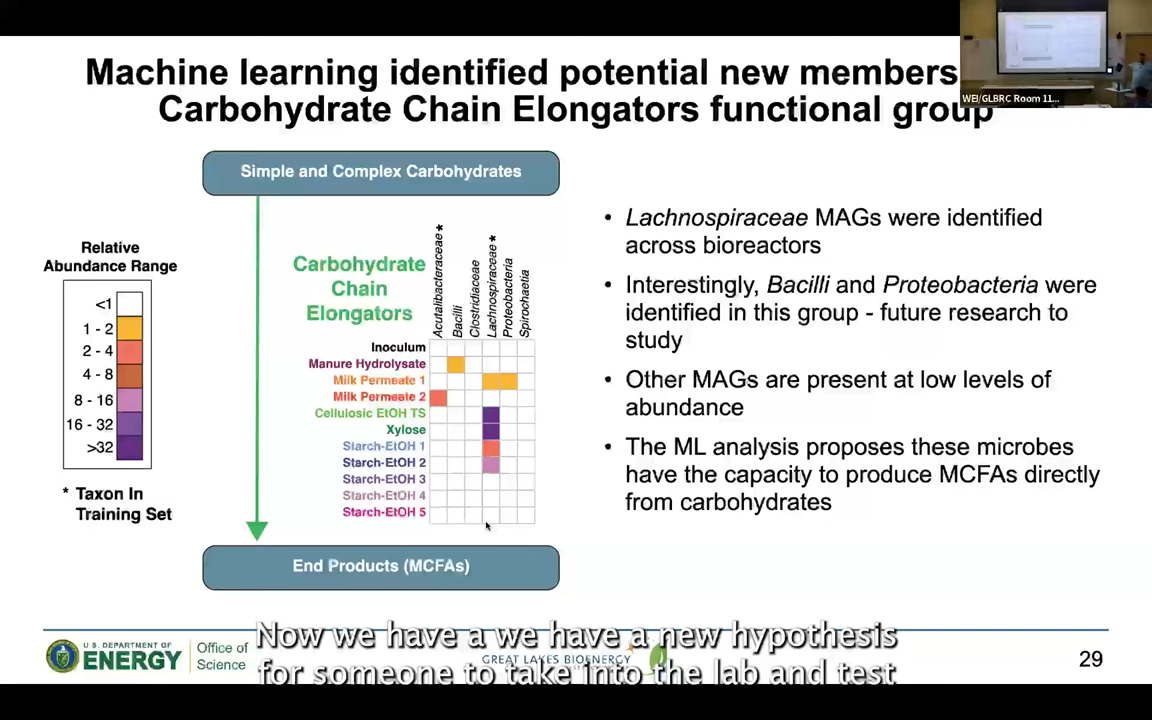 Machine learning identified potential new members
Carbohydrate Chain Elongators functional group
WEI/GLBRC Room 11...
Simple and Complex Carbohydrates
Relative
Abundance Range
<1
1 - 2
2 - 4
4 - 8
8 - 16
16 - 32
>32
* Taxon In
Training Set
Carbohydrate
Chain
Elongators
Acutalibacteraceae*
Bacilli
Clostridiaceae
Lachnospiraceae*
Proteobacteria
Spirochaetia
Inoculum
Manure Hydrolysate
Milk Permeate 1
Milk Permeate 2
Cellulosic EtOH TS
Xylose
Starch-EtOH 1
Starch-EtOH 2
Starch-EtOH 3
Starch-EtOH 4
Starch-EtOH 5
End Products (MCFAs)
• Lachnospiraceae MAGs were identified
across bioreactors
• Interestingly, Bacilli and Proteobacteria were
identified in this group - future research to
study
• Other MAGs are present at low levels of
abundance
• The ML analysis proposes these microbes
have the capacity to produce MCFAs directly
from carbohydrates
U.S. DEPARTMENT OF
ENERGY
Office of
Science
GREAT LAKES BIOENERGY
29
Now we have a we have a new hypothesis
for someone to take into the lab and test